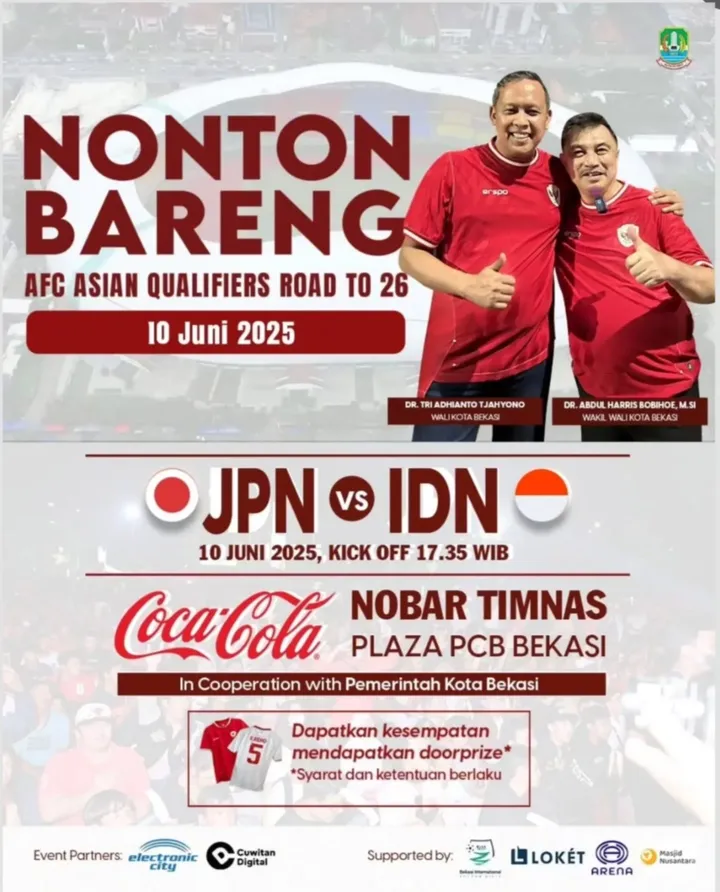 NONTON
BARENG
AFC ASIAN QUALIFIERS ROAD TO 26
10 Juni 2025
erspo
DR. TRI ADHIANTO TJAHYONO
WALI KOTA BEKASI
DR. ABDUL HARRIS BOBIHOE, M.SI
WAKIL WALI KOTA BEKASI
JPN VS IDN
10 JUNI 2025, KICK OFF 17.35 WIB
Coca-Cola
NOBAR TIMNAS
PLAZA PCB BEKASI
In Cooperation with Pemerintah Kota Bekasi
5
Dapatkan kesempatan
mendapatkan doorprize*
*Syarat dan ketentuan berlaku
Event Partners: electronic city Cuwitan Digital
Supported by: LOKÉT ARENA Masjid Nusantara